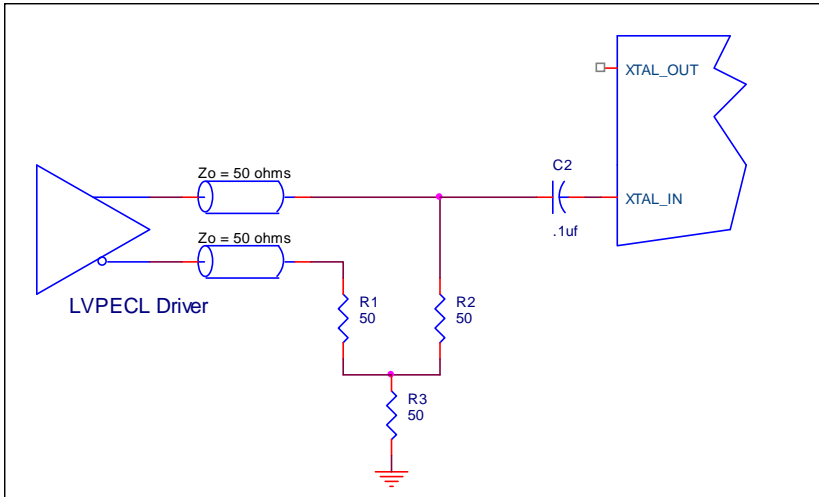 XTAL_OUT
Zo = 50 ohms
C2
XTAL_IN
.1uf
Zo = 50 ohms
LVPECL Driver
R1
50
R2
50
R3
50